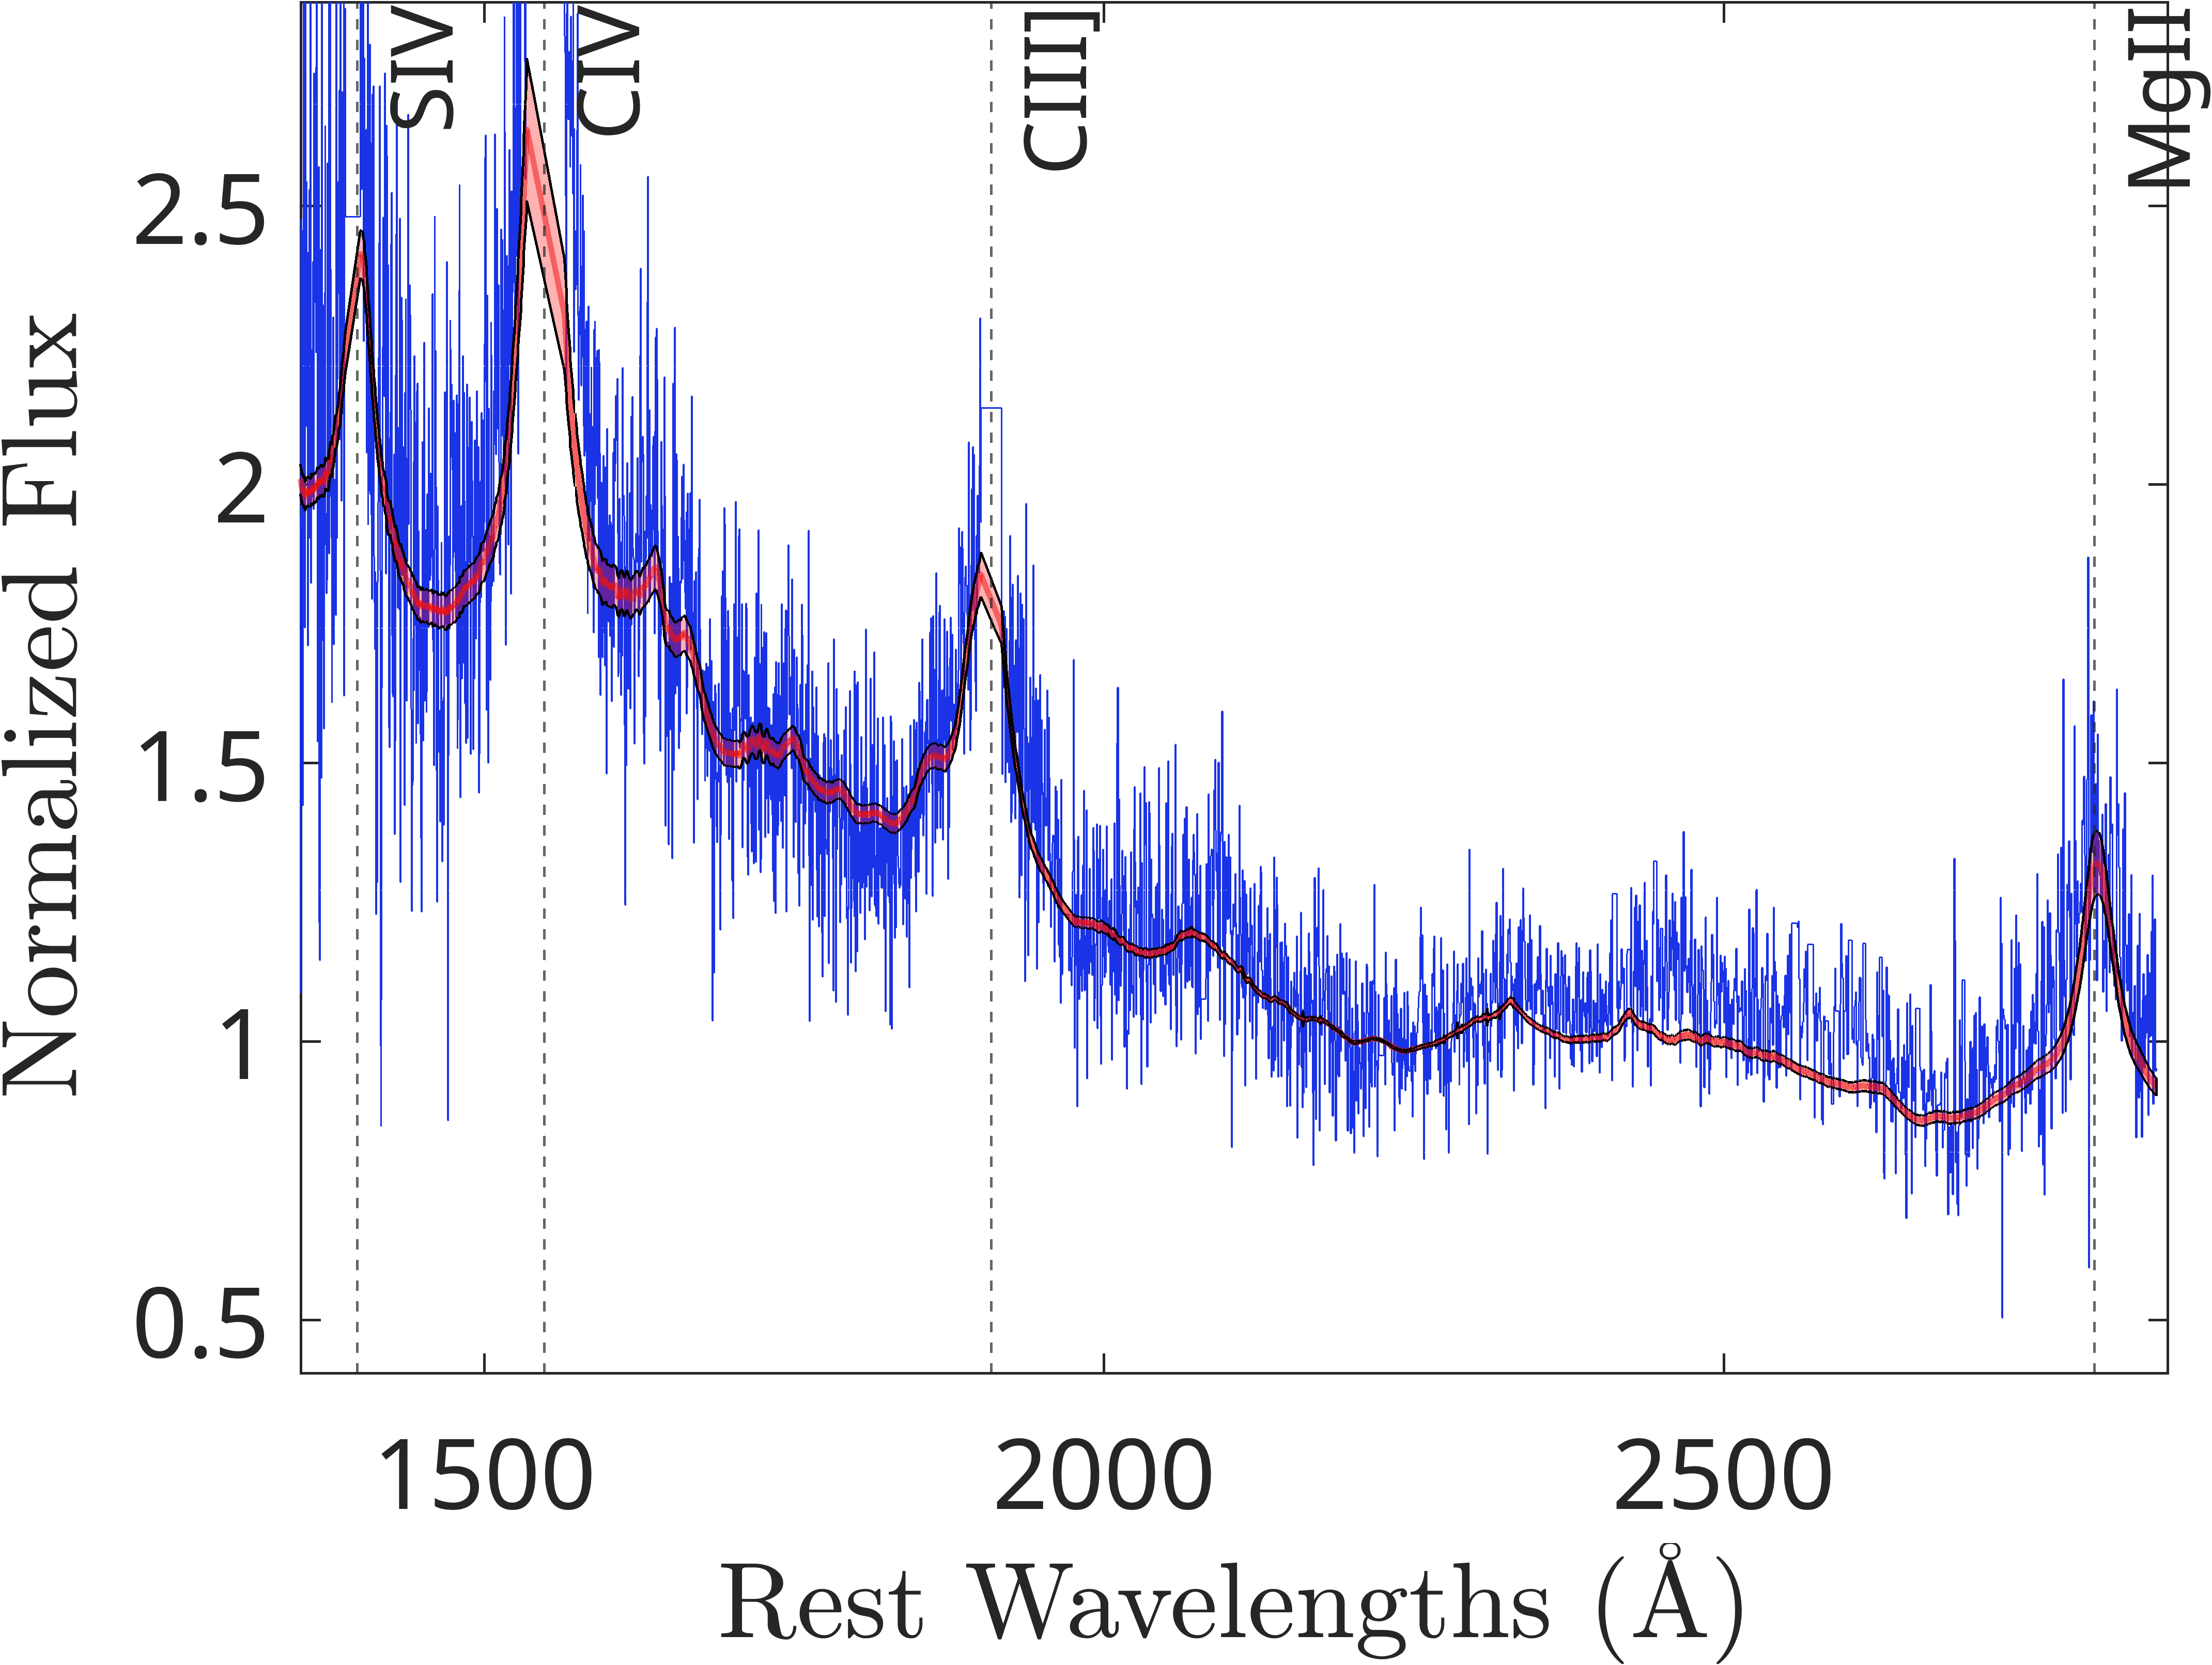 SIV
CIV
CIII]
MgII
2.5
2
1.5
1
0.5
Normalized Flux
1500
2000
2500
Rest Wavelengths (Å)